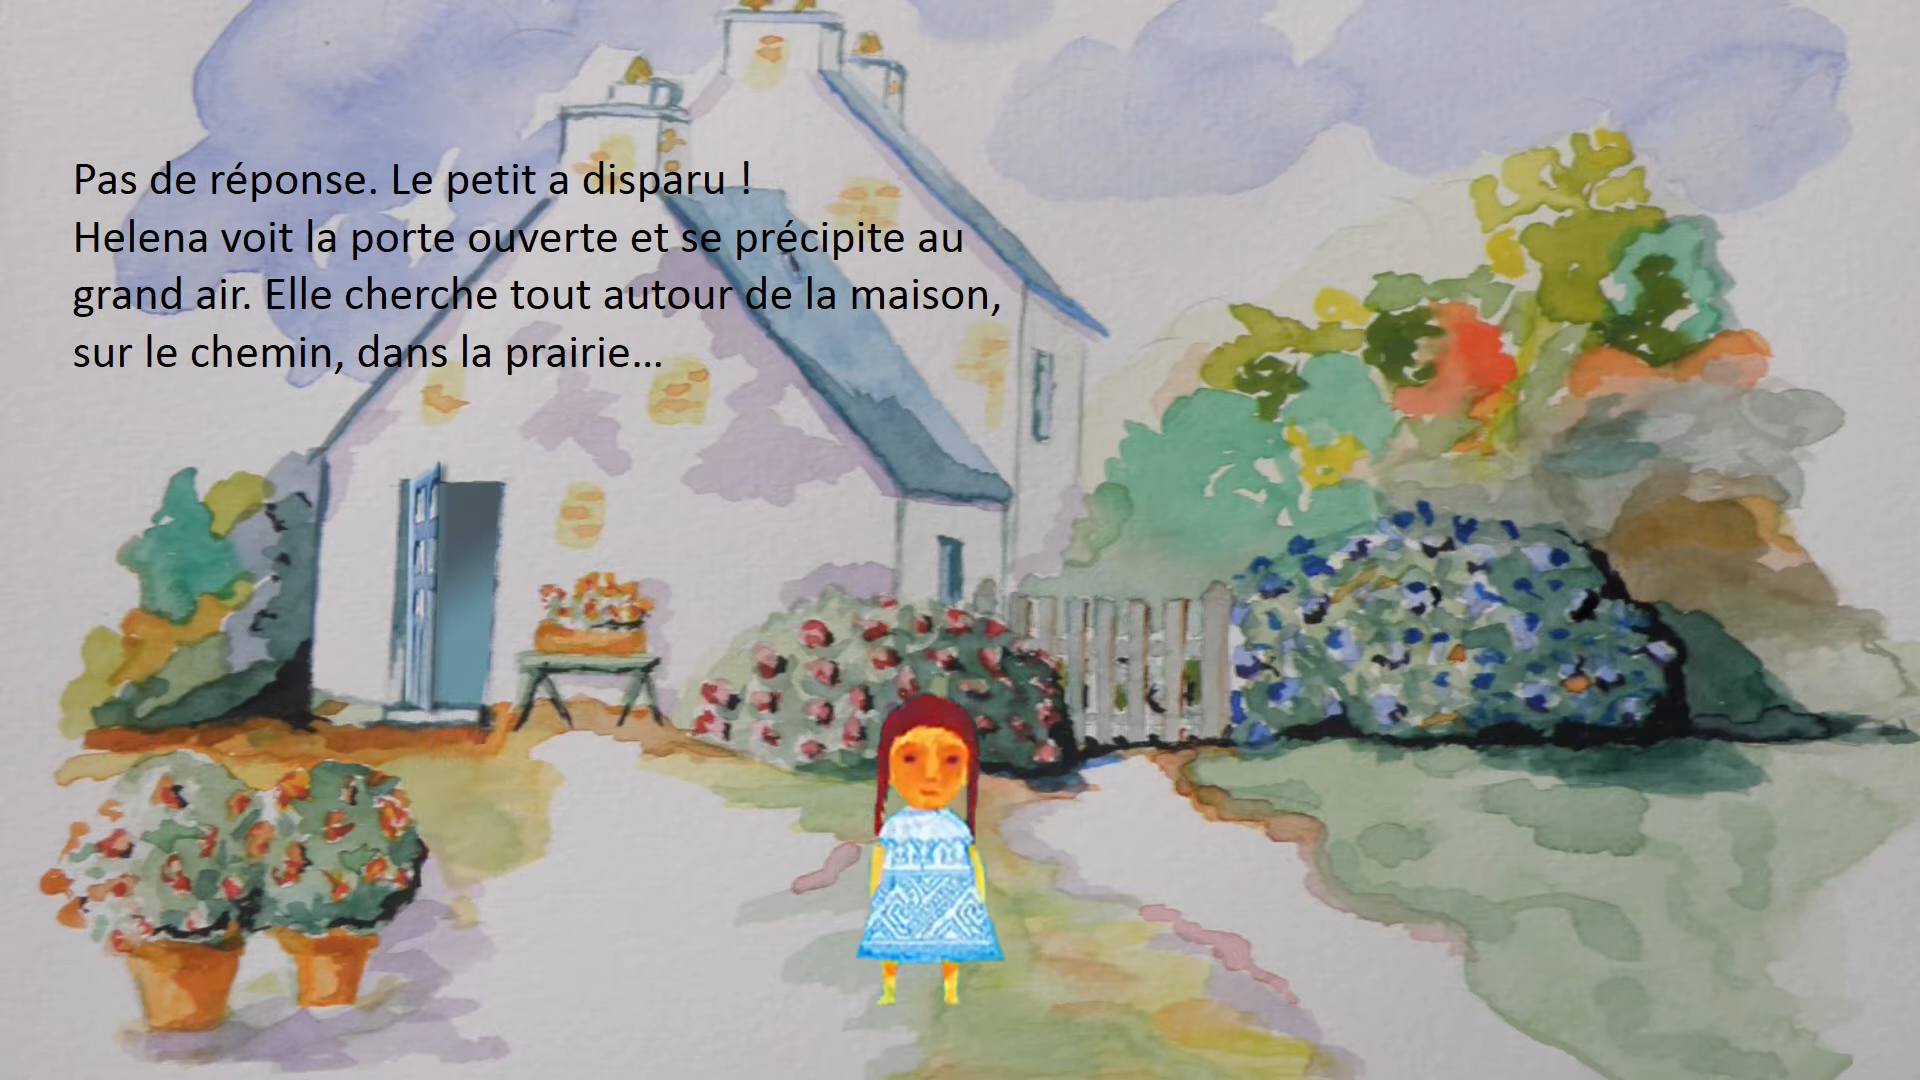 Pas de réponse. Le petit a disparu !
Helena voit la porte ouverte et se précipite au
grand air. Elle cherche tout autour de la maison,
sur le chemin, dans la prairie…